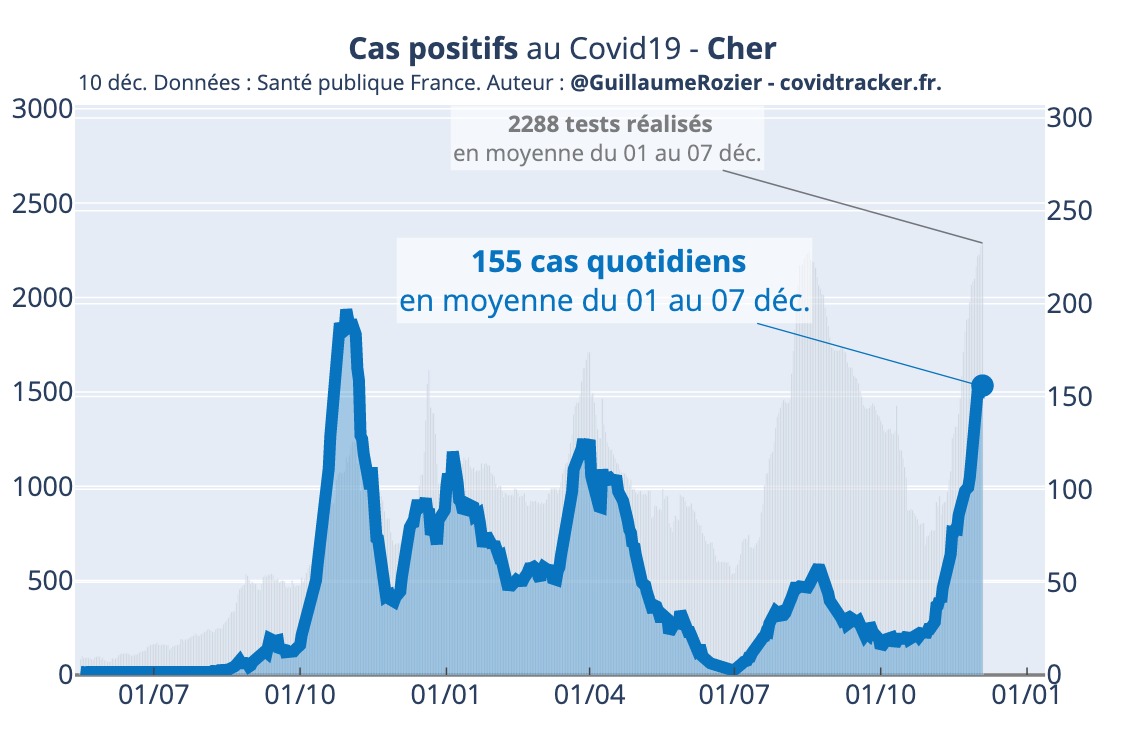 Cas positifs au Covid19 - Cher
10 déc. Données : Santé publique France. Auteur : @GuillaumeRozier - covidtracker.fr.
3000
2500
2000
1500
1000
500
0
2288 tests réalisés
en moyenne du 01 au 07 déc.
155 cas quotidiens
en moyenne du 01 au 07 déc.
300
250
200
150
100
50
0
01/07 01/10 01/01 01/04 01/07 01/10 01/01